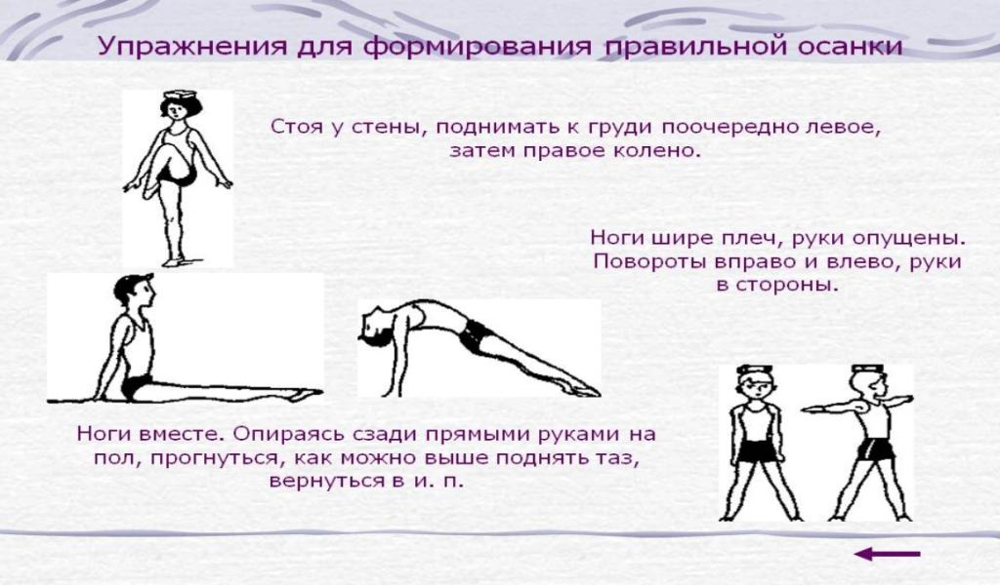 Упражнения для формирования правильной осанки
Стоя у стены, поднимать к груди поочередно левое,
затем правое колено.
Ноги шире плеч, руки опущены.
Повороты вправо и влево, руки
в стороны.
Ноги вместе. Опираясь сзади прямыми руками на
пол, прогнуться, как можно выше поднять таз,
вернуться в и. п.